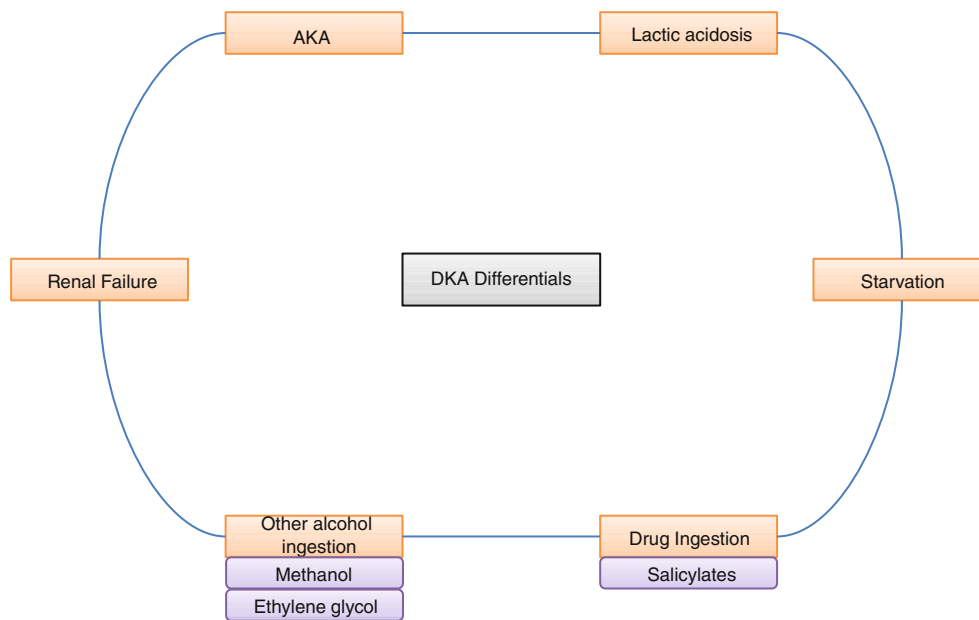 AKA
Lactic acidosis
Renal Failure
DKA Differentials
Starvation
Other alcohol
ingestion
Methanol
Ethylene glycol
Drug Ingestion
Salicylates